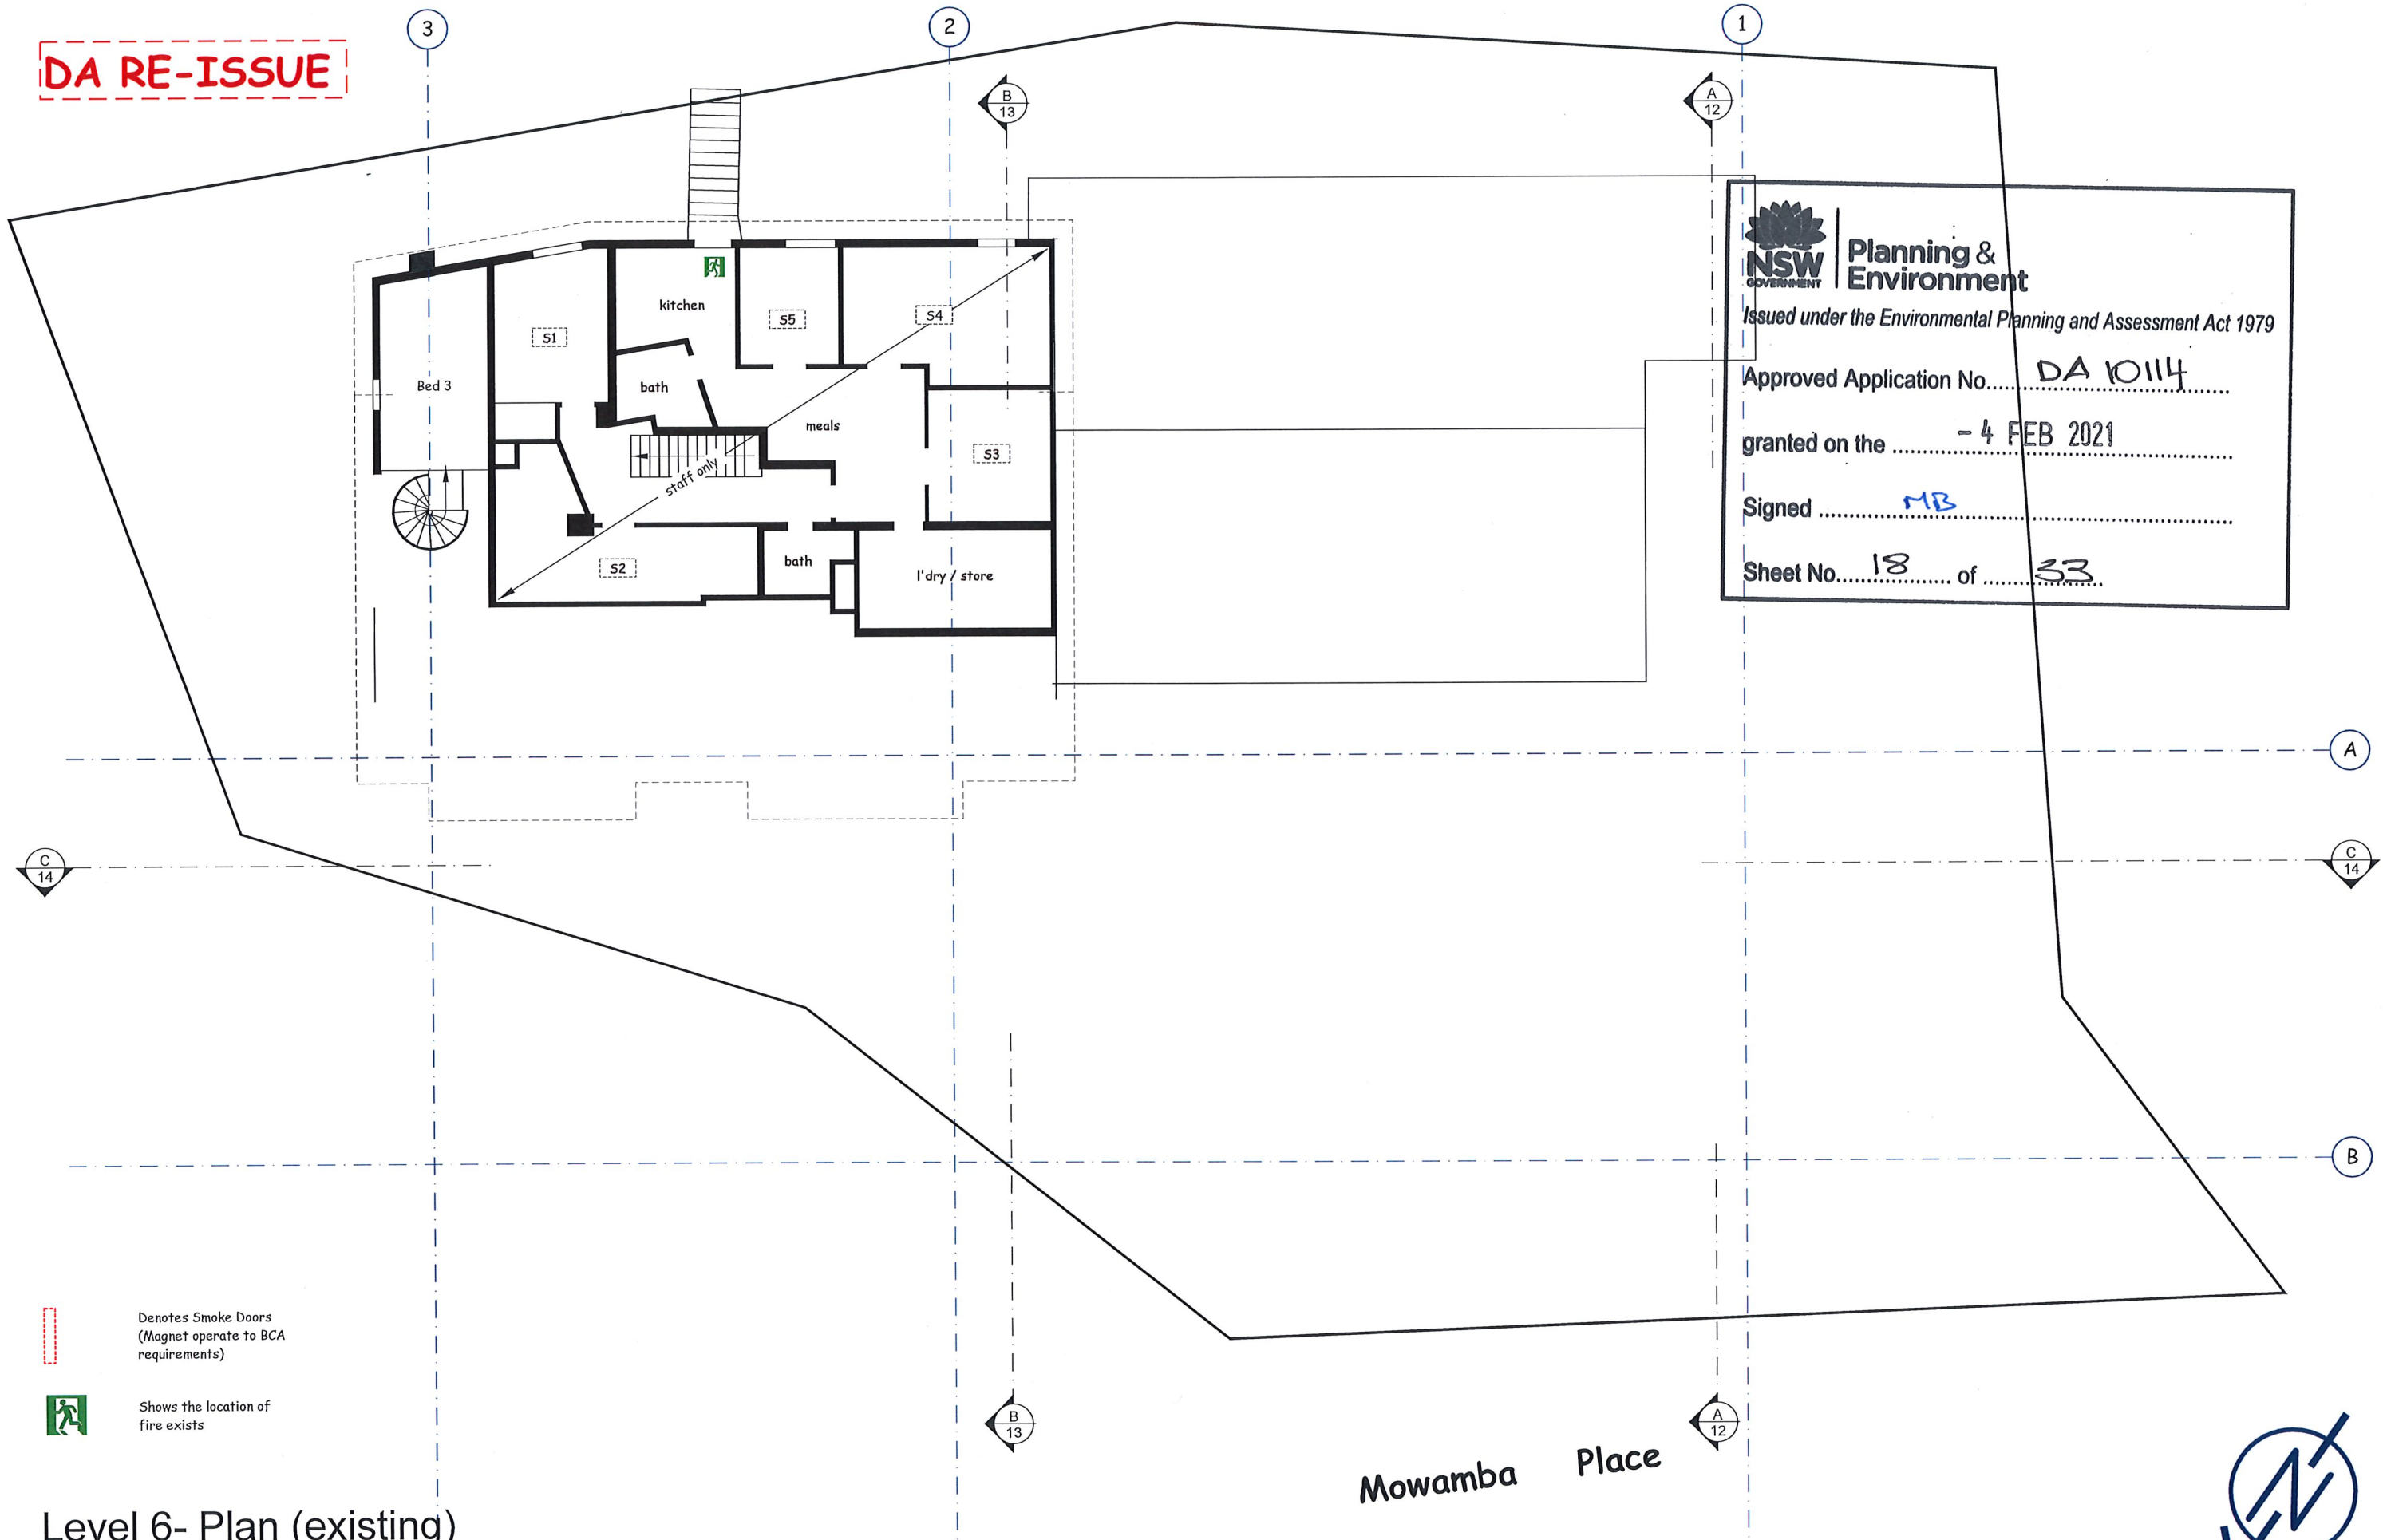 3
2
1
DA RE-ISSUE
B
13
A
12
NSW
GOVERNMENT
Planning &
Environment
Issued under the Environmental Planning and Assessment Act 1979
Approved Application No. DA 10114
granted on the - 4 FEB 2021
Signed MB
Sheet No. 18 of 33
kitchen
S1
S5
S4
Bed 3
bath
meals
S3
staff only
S2
bath
l'dry / store
A
C
14
C
14
B
Denotes Smoke Doors
(Magnet operate to BCA
requirements)
Shows the location of
fire exists
B
13
A
12
Mowamba Place
N
Level 6- Plan (existing)